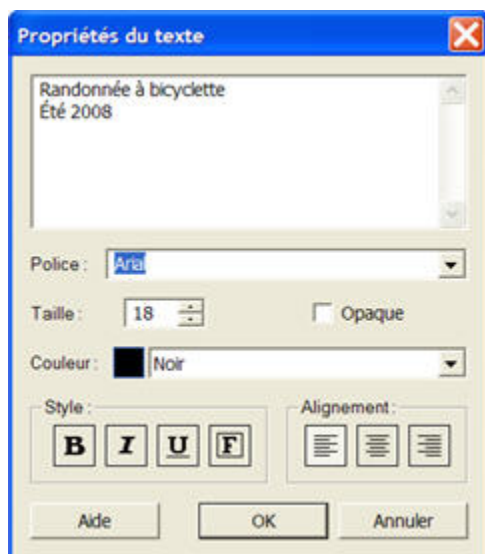 Propriétés du texte
Randonnée à bicyclette
Été 2008
Police : Arial
Taille : 18 Opaque
Couleur : Noir
Style : Alignement :
B I U F
Aide OK Annuler